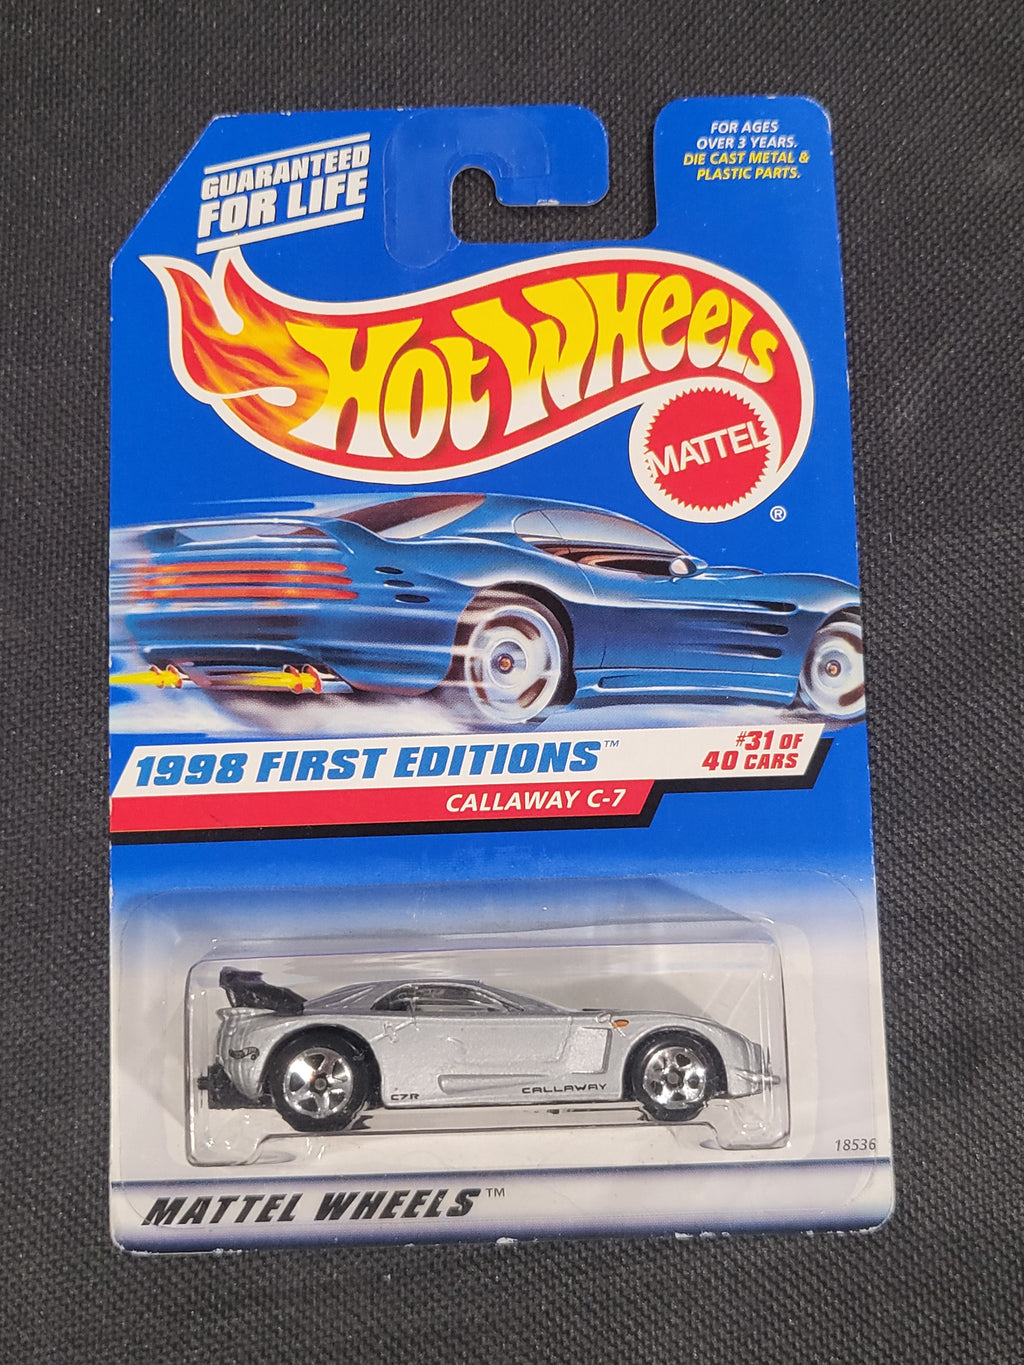 GUARANTEED
FOR LIFE
FOR AGES
OVER 3 YEARS.
DIE CAST METAL &
PLASTIC PARTS.
HOT WHEELS
MATTEL
®
1998 FIRST EDITIONS™
#31 OF
40 CARS
CALLAWAY C-7
C7R
CALLAWAY
18536
MATTEL WHEELS™